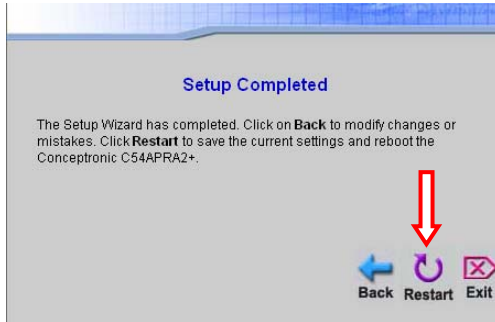 Setup Completed
The Setup Wizard has completed. Click on Back to modify changes or
mistakes. Click Restart to save the current settings and reboot the
Conceptronic C54APRA2+.
Back Restart Exit